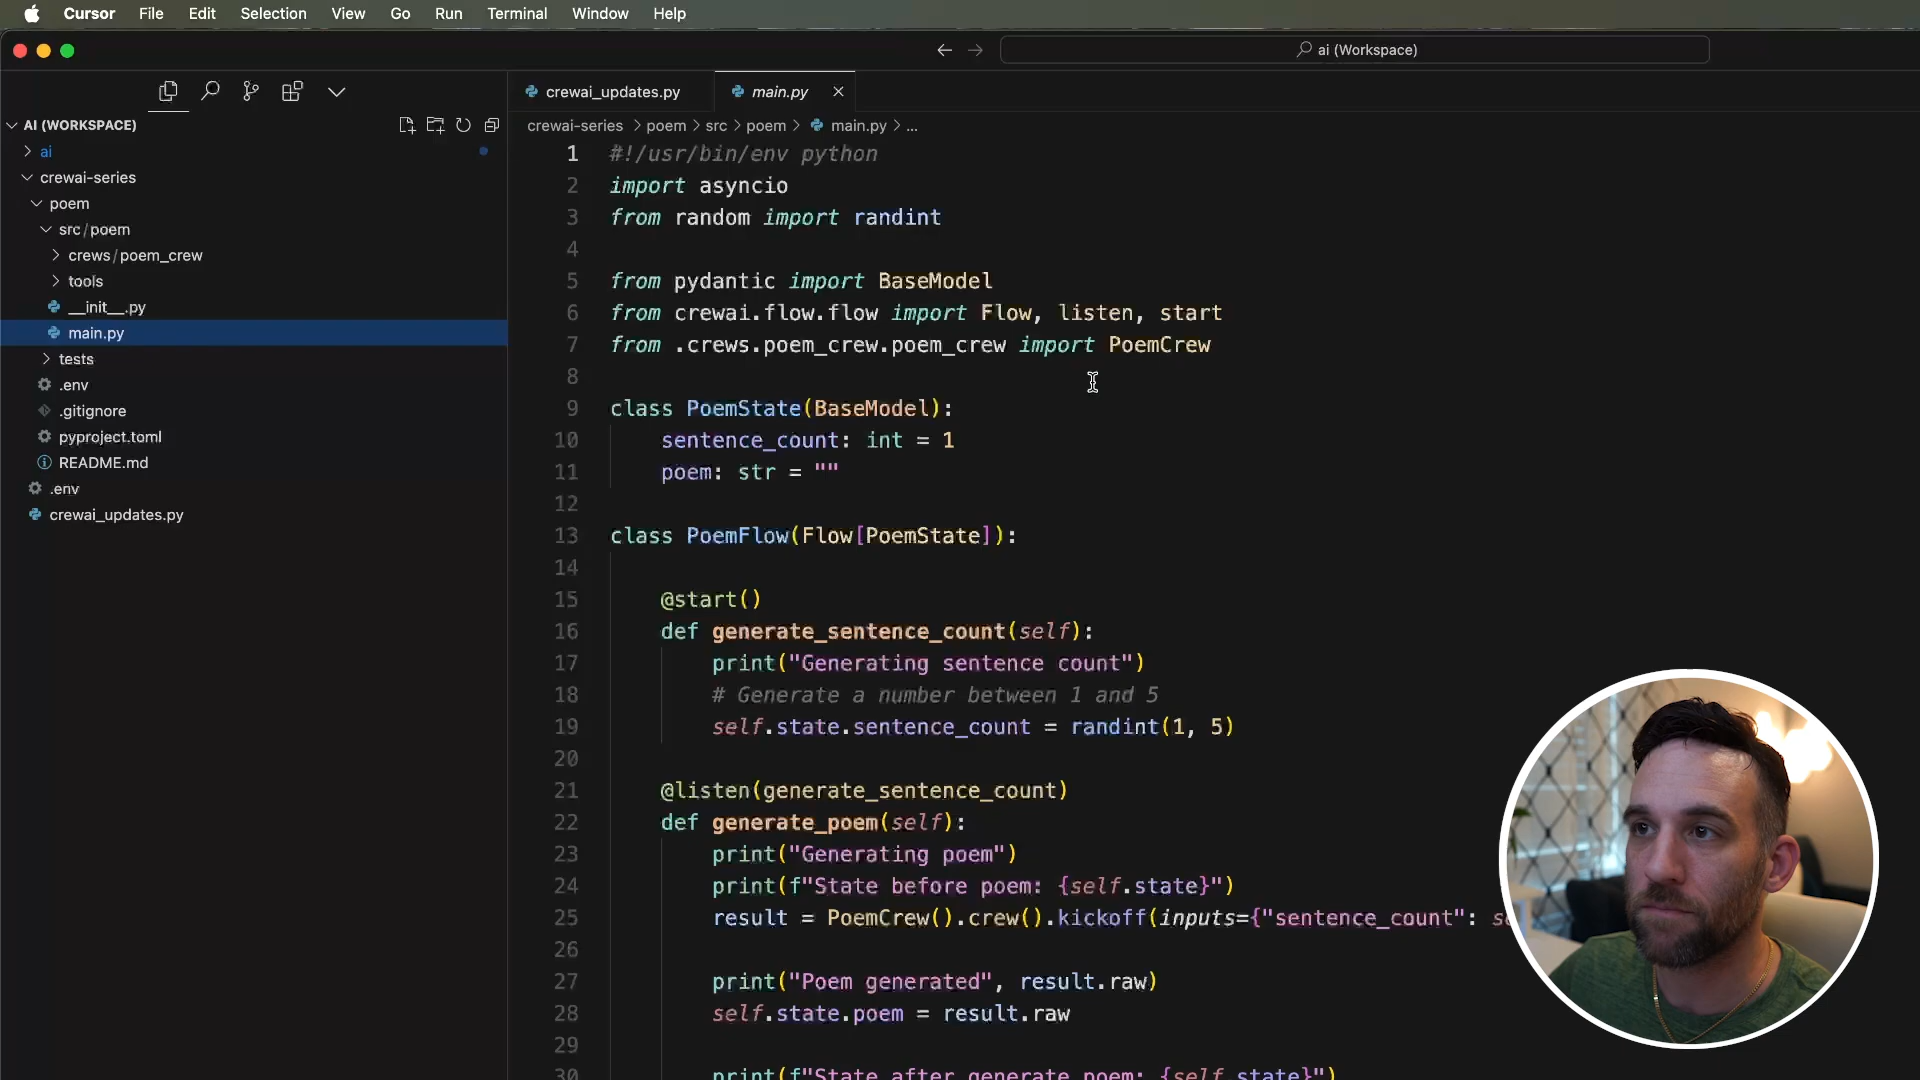 Cursor File Edit Selection View Go Run Terminal Window Help
ai (Workspace)
AI (WORKSPACE)
ai
crewai-series
poem
src/poem
crews/poem_crew
tools
__init__.py
main.py
tests
.env
.gitignore
pyproject.toml
README.md
.env
crewai_updates.py
crewai_updates.py main.py
crewai-series > poem > src > poem > main.py > ...
1 #!/usr/bin/env python
2 import asyncio
3 from random import randint
4
5 from pydantic import BaseModel
6 from crewai.flow.flow import Flow, listen, start
7 from .crews.poem_crew.poem_crew import PoemCrew
8
9 class PoemState(BaseModel):
10 sentence_count: int = 1
11 poem: str = ""
12
13 class PoemFlow(Flow[PoemState]):
14
15 @start()
16 def generate_sentence_count(self):
17 print("Generating sentence count")
18 # Generate a number between 1 and 5
19 self.state.sentence_count = randint(1, 5)
20
21 @listen(generate_sentence_count)
22 def generate_poem(self):
23 print("Generating poem")
24 print(f"State before poem: {self.state}")
25 result = PoemCrew().crew().kickoff(inputs={"sentence_count":
26
27 print("Poem generated", result.raw)
28 self.state.poem = result.raw
29
30 print(f"State after generate poem: {self.state}")